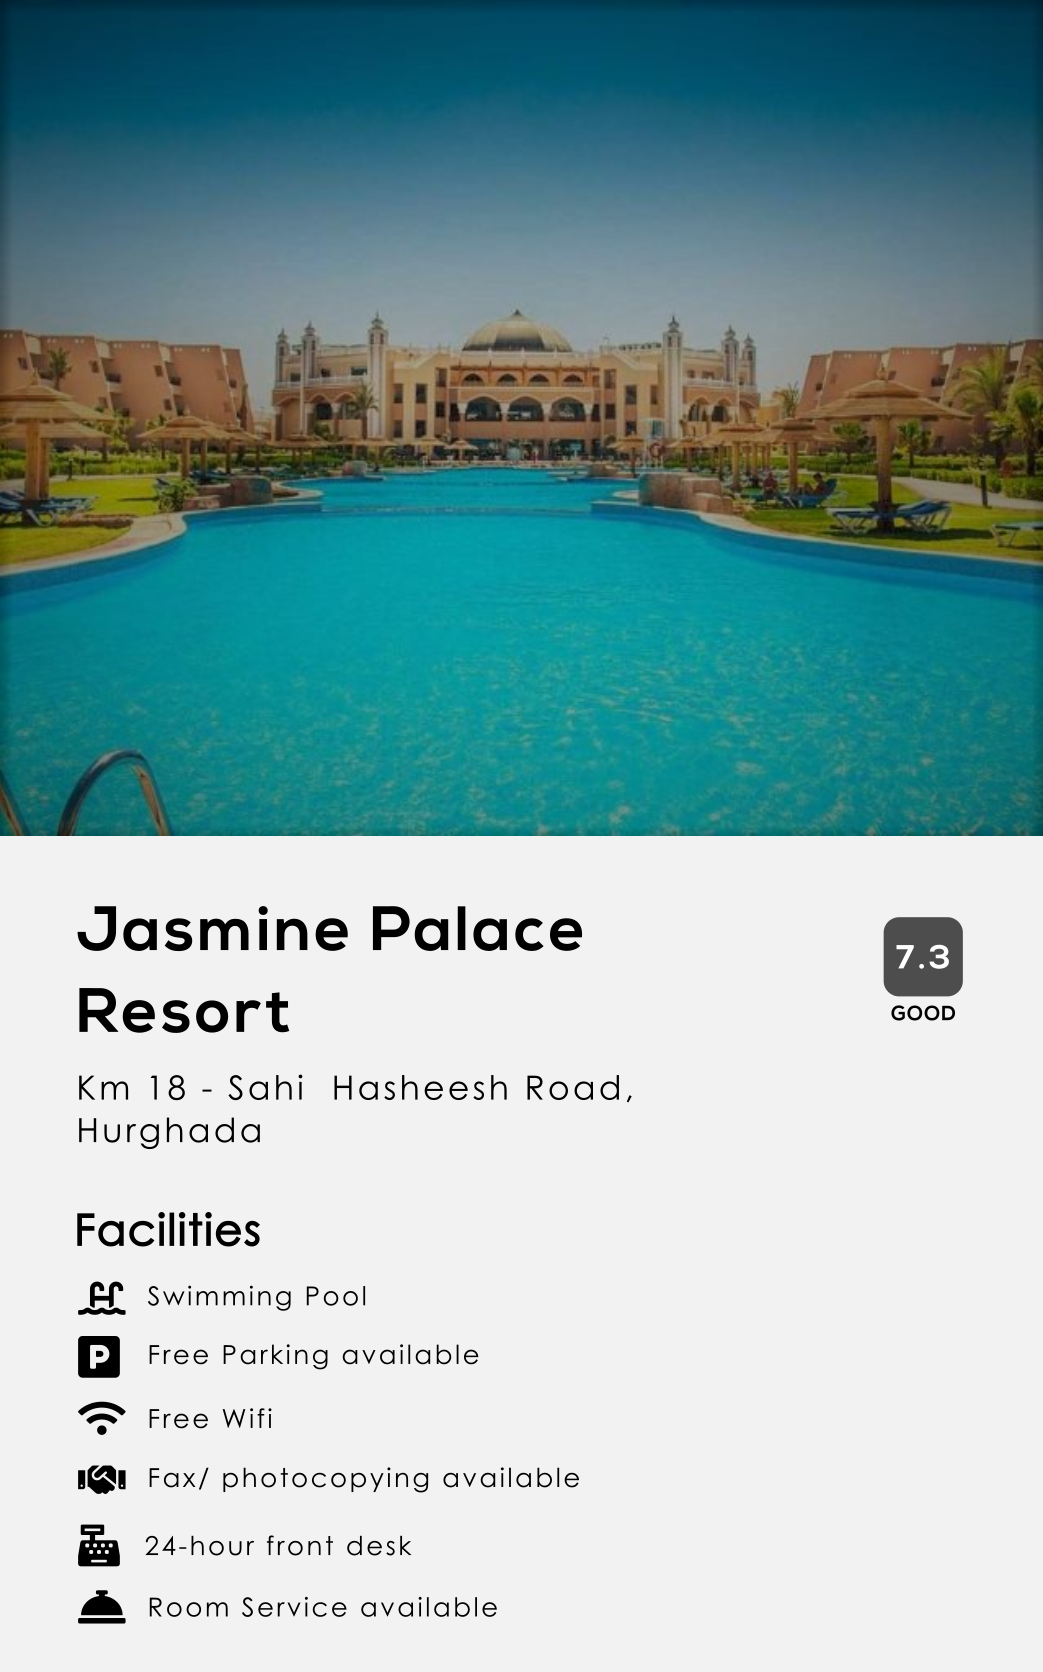 Jasmine Palace
Resort
7.3
GOOD
Km 18 - Sahi  Hasheesh Road,
Hurghada
Facilities
Swimming Pool
P Free Parking available
Free Wifi
Fax/ photocopying available
24-hour front desk
Room Service available